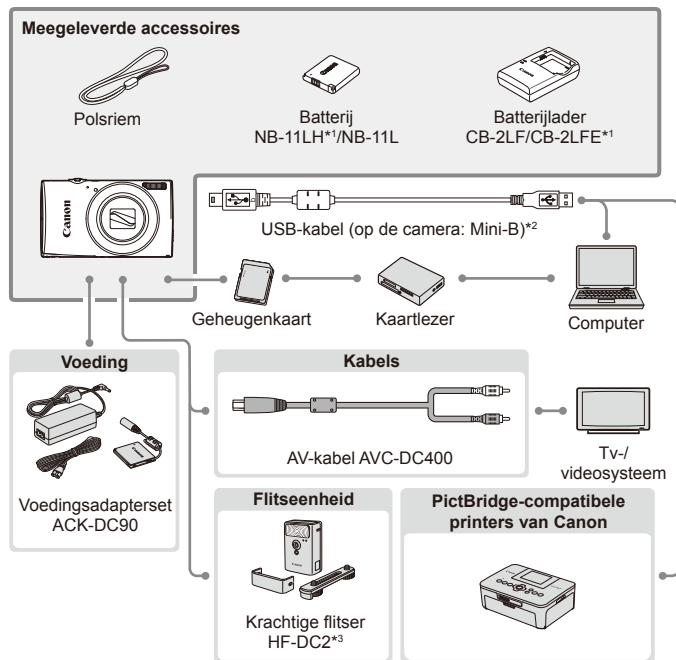 Meegeleverde accessoires
Polsriem
Batterij
NB-11LH*1/NB-11L
Batterijlader
CB-2LF/CB-2LFE*1
Canon
USB-kabel (op de camera: Mini-B)*2
Geheugenkaart
Kaartlezer
Computer
Voeding
Voedingsadapterset
ACK-DC90
Kabels
AV-kabel AVC-DC400
Tv-/
videosysteem
Flitseenheid
Krachtige flitser
HF-DC2*3
PictBridge-compatibele
printers van Canon